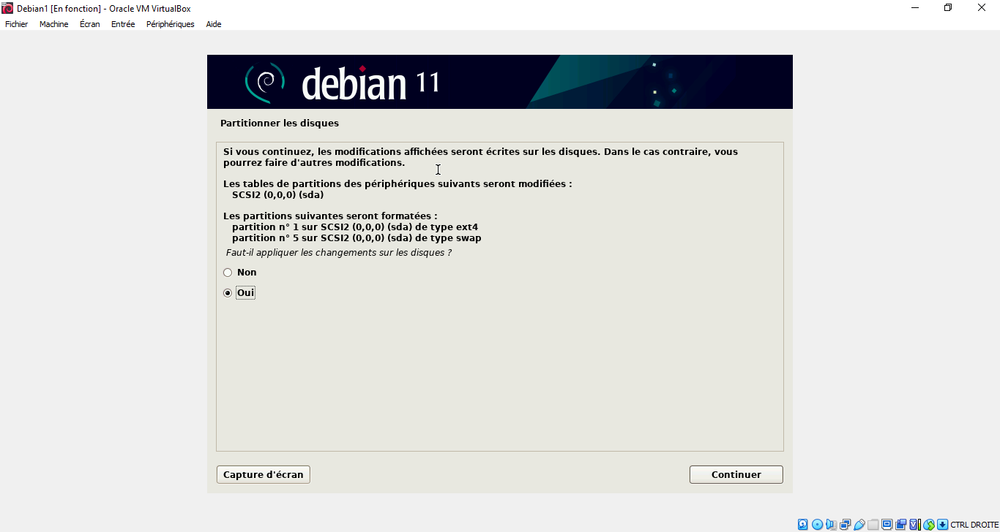 Debian1 [En fonction] - Oracle VM VirtualBox
Fichier Machine Écran Entrée Périphériques Aide
debian 11
Partitionner les disques
Si vous continuez, les modifications affichées seront écrites sur les disques. Dans le cas contraire, vous
pourrez faire d'autres modifications.
Les tables de partitions des périphériques suivants seront modifiées :
SCSI2 (0,0,0) (sda)
Les partitions suivantes seront formatées :
partition n° 1 sur SCSI2 (0,0,0) (sda) de type ext4
partition n° 5 sur SCSI2 (0,0,0) (sda) de type swap
Faut-il appliquer les changements sur les disques ?
Non
Oui
Capture d'écran Continuer
CTRL DROITE